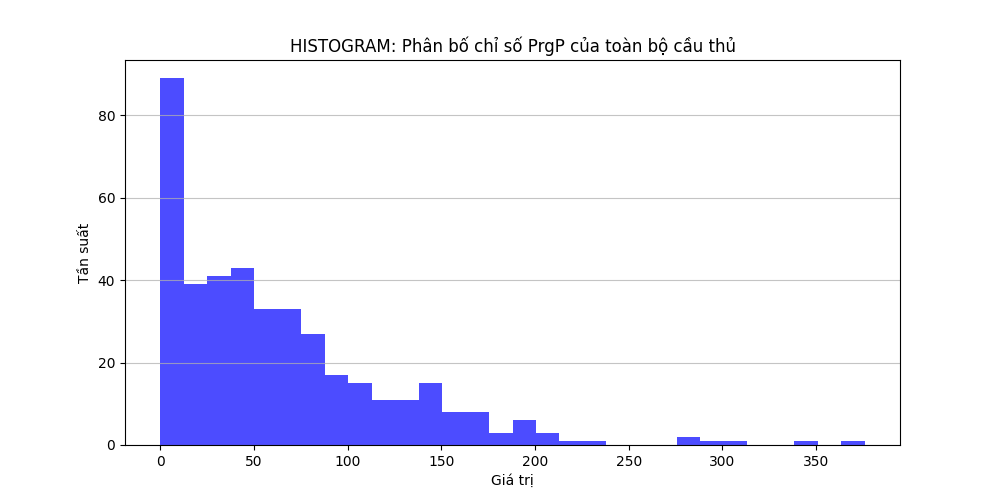 HISTOGRAM: Phân bố chỉ số PrgP của toàn bộ cầu thủ
80
60
40
20
0
Tần suất
0 50 100 150 200 250 300 350
Giá trị